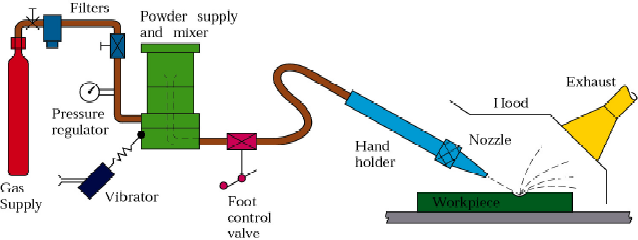 Filters
Powder supply
and mixer
Pressure
regulator
Gas
Supply
Vibrator
Foot
control
valve
Hand
holder
Nozzle
Hood
Exhaust
Workpiece